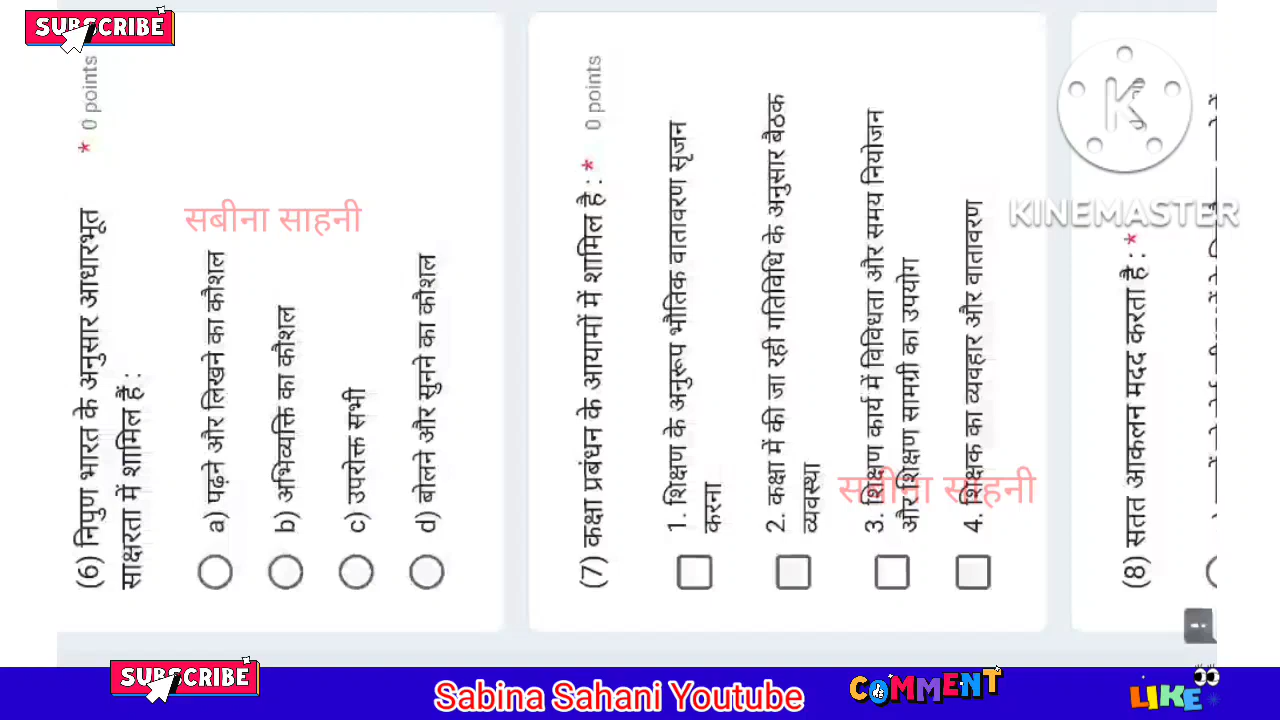 SUBSCRIBE
(6) निपुण भारत के अनुसार आधारभूत * 0 points
साक्षरता में शामिल हैं :
a) पढ़ने और लिखने का कौशल
b) अभिव्यक्ति का कौशल
c) उपरोक्त सभी
d) बोलने और सुनने का कौशल
सबीना साहनी
(7) कक्षा प्रबंधन के आयामों में शामिल है : * 0 points
1. शिक्षण के अनुरूप भौतिक वातावरण सृजन
करना
2. कक्षा में की जा रही गतिविधि के अनुसार बैठक
व्यवस्था
3. शिक्षण कार्य में विविधता और समय नियोजन
और शिक्षण सामग्री का उपयोग
4. शिक्षक का व्यवहार और वातावरण
सबीना साहनी
K
KINEMASTER
(8) सतत आकलन मदद करता है : *
SUBSCRIBE
Sabina Sahani Youtube
COMMENT
LIKE